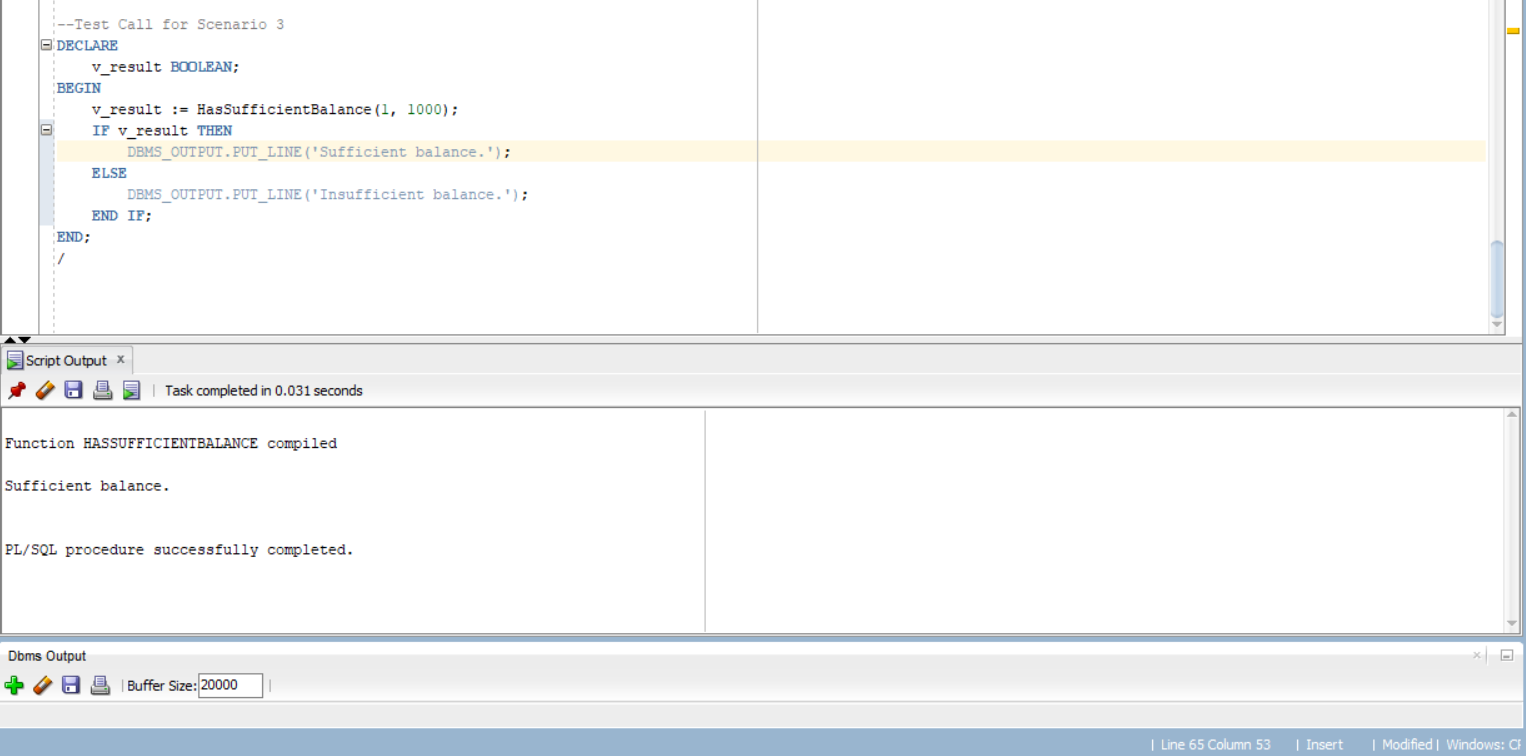 --Test Call for Scenario 3
DECLARE
v_result BOOLEAN;
BEGIN
v_result := HasSufficientBalance(1, 1000);
IF v_result THEN
DBMS_OUTPUT.PUT_LINE('Sufficient balance.');
ELSE
DBMS_OUTPUT.PUT_LINE('Insufficient balance.');
END IF;
END;
/
Script Output x
Task completed in 0.031 seconds
Function HASSUFFICIENTBALANCE compiled
Sufficient balance.
PL/SQL procedure successfully completed.
Dbms Output
Buffer Size: 20000
| Line 65 Column 53 | Insert | Modified | Windows: